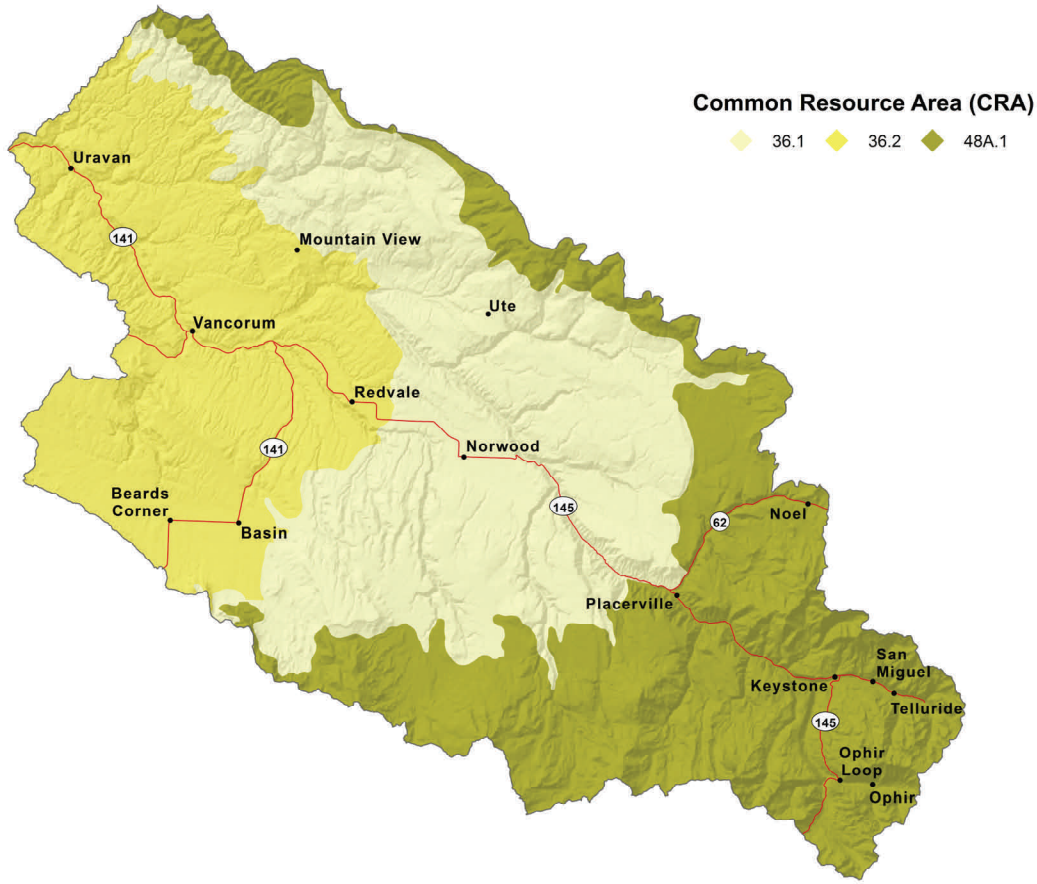 Common Resource Area (CRA)
36.1 36.2 48A.1
Uravan
141
Mountain View
Ute
Vancorum
Redvale
141
Norwood
Beards
Corner
Basin
145
62
Noel
Placerville
San
Miguel
Keystone
Telluride
145
Ophir
Loop
Ophir